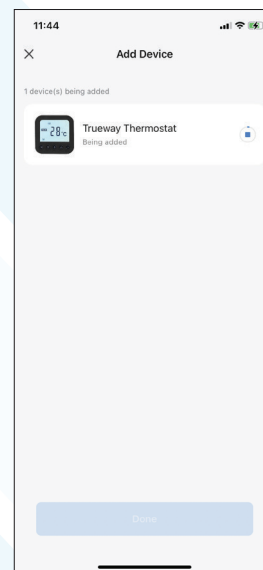 11:44
Add Device
1 device(s) being added
28°C
Trueway Thermostat
Being added
Done